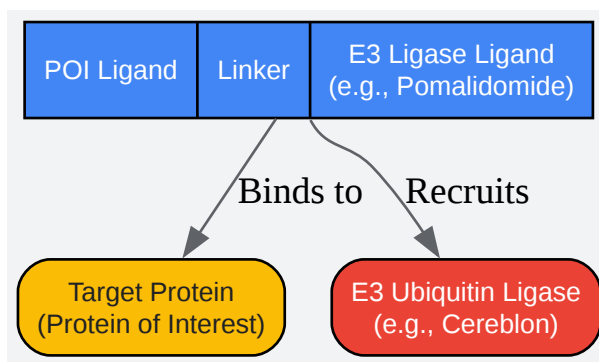 POI Ligand
Linker
E3 Ligase Ligand
(e.g., Pomalidomide)
Binds to
Recruits
Target Protein
(Protein of Interest)
E3 Ubiquitin Ligase
(e.g., Cereblon)